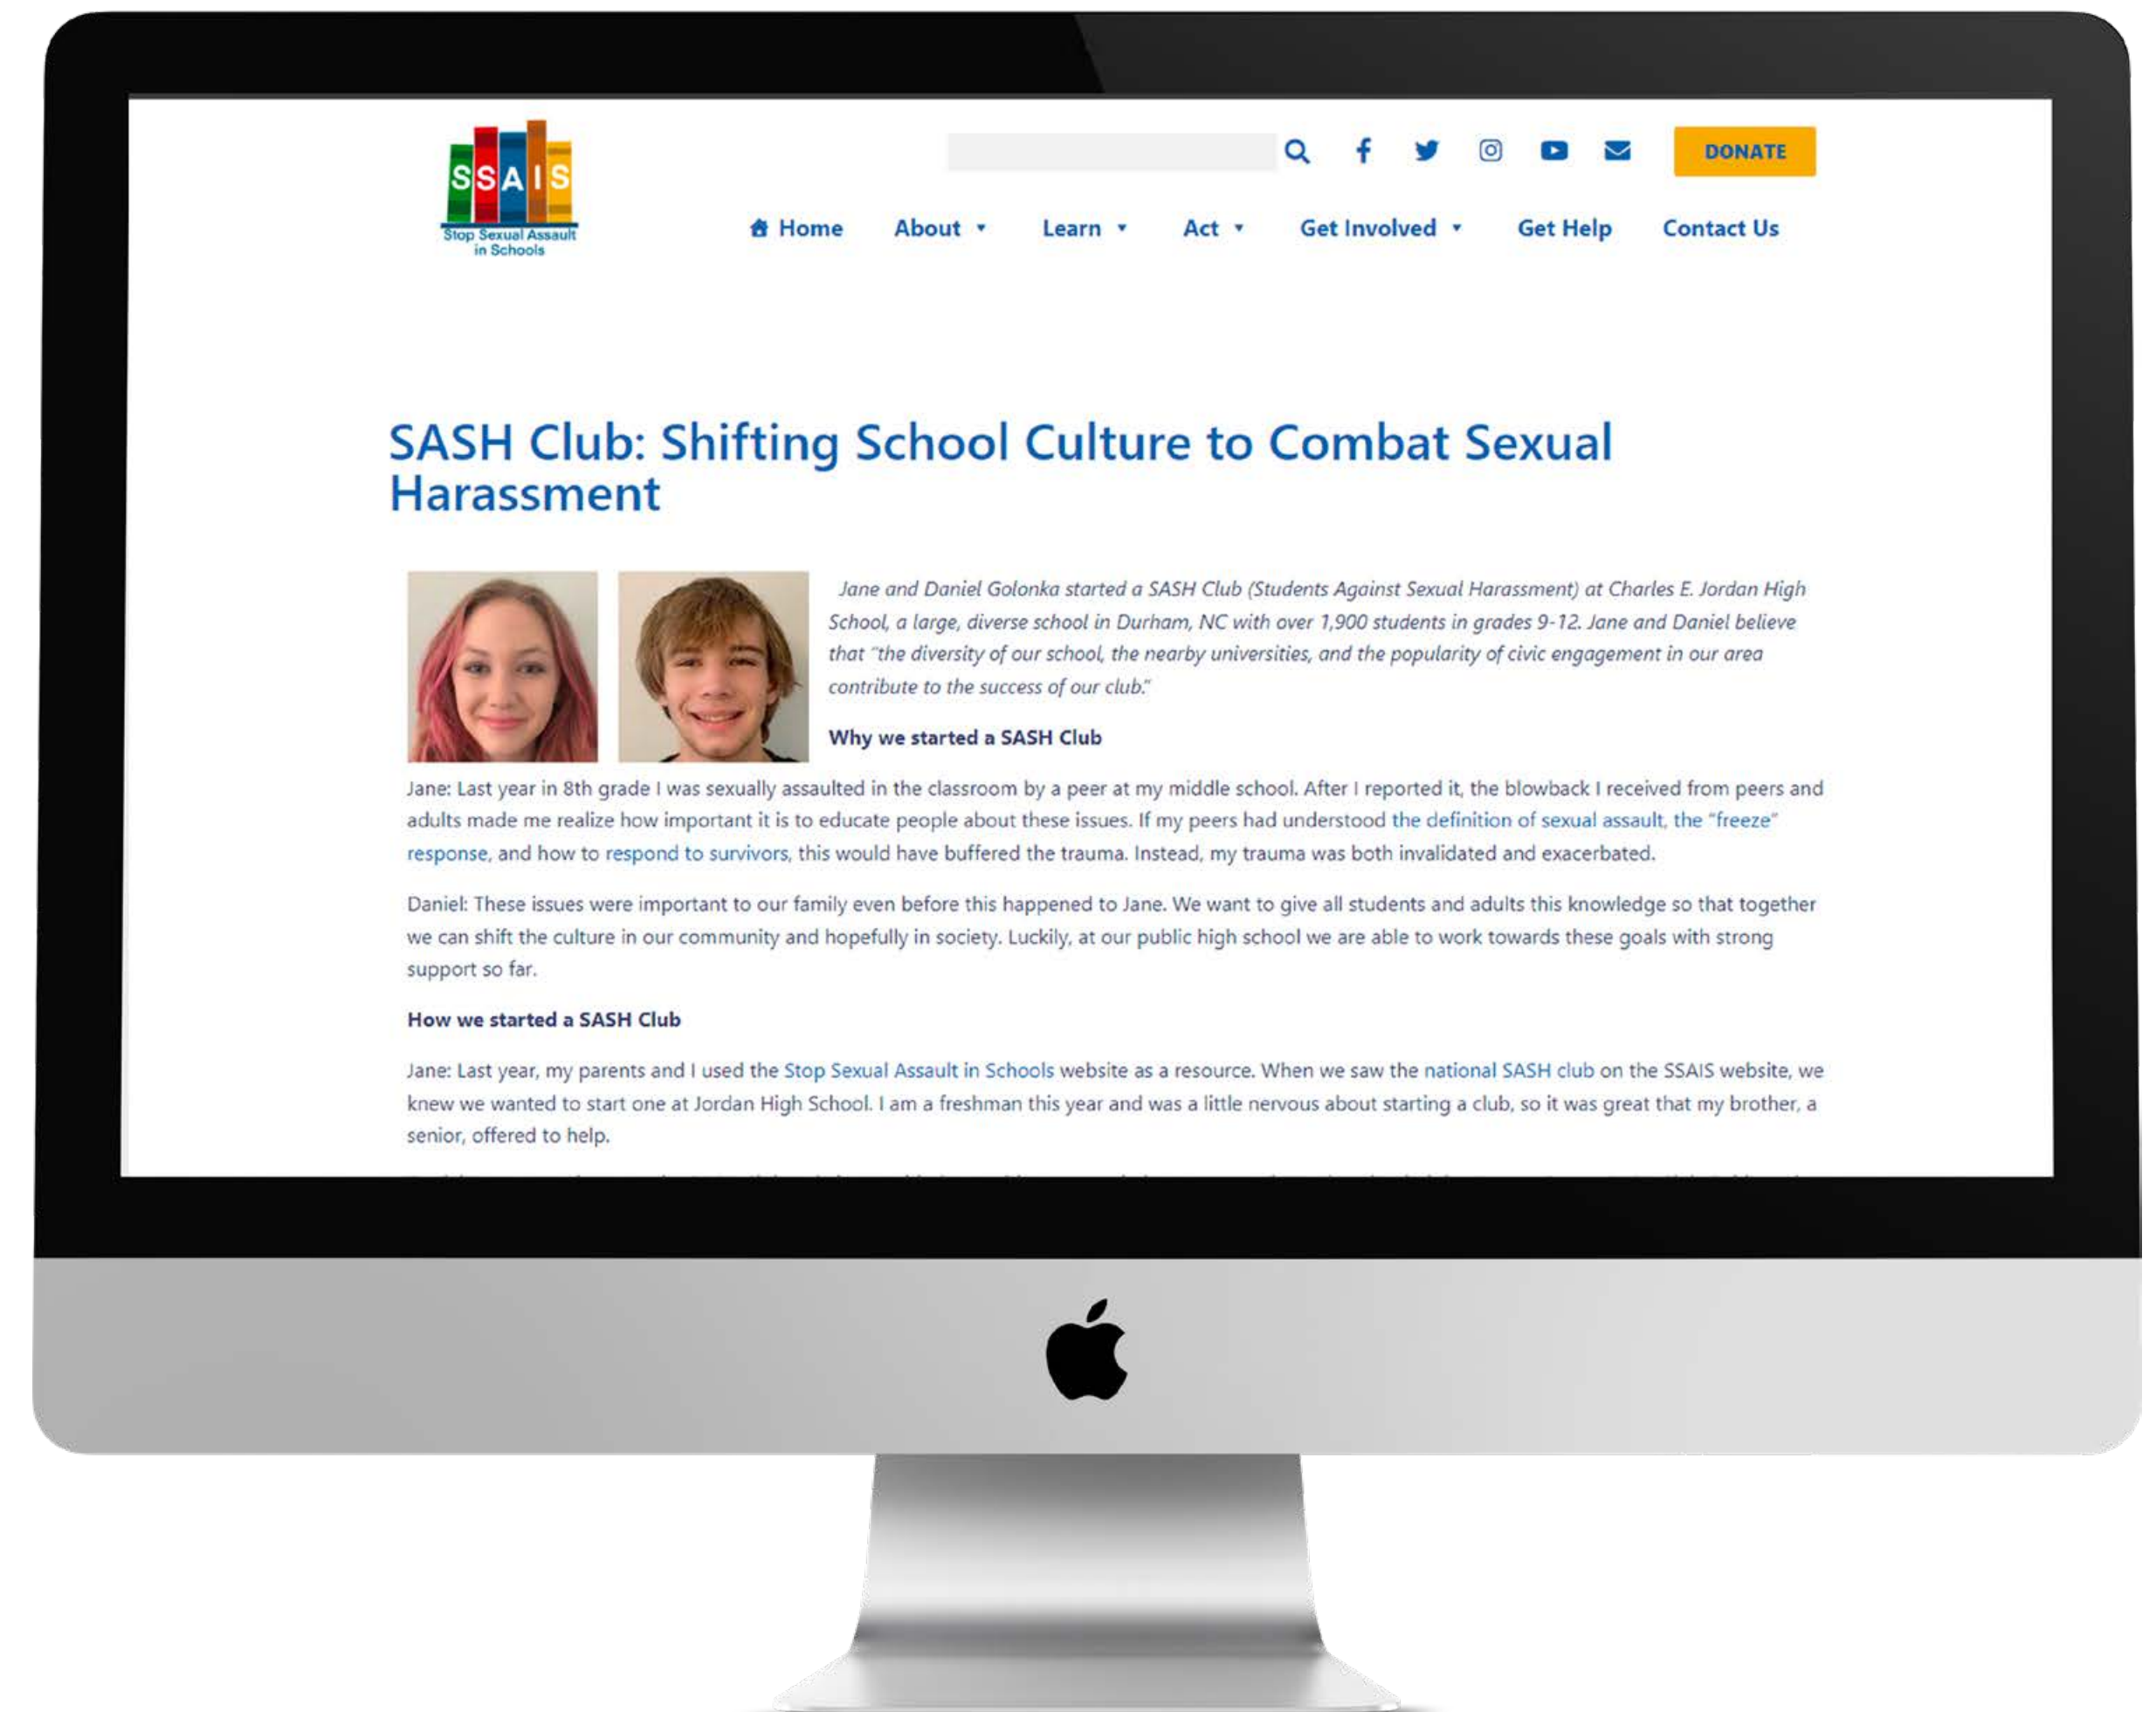 SSAIS
Stop Sexual Assault
in Schools
DONATE
Home About Learn Act Get Involved Get Help Contact Us
SASH Club: Shifting School Culture to Combat Sexual
Harassment
Jane and Daniel Golonka started a SASH Club (Students Against Sexual Harassment) at Charles E. Jordan High
School, a large, diverse school in Durham, NC with over 1,900 students in grades 9-12. Jane and Daniel believe
that "the diversity of our school, the nearby universities, and the popularity of civic engagement in our area
contribute to the success of our club."
Why we started a SASH Club
Jane: Last year in 8th grade I was sexually assaulted in the classroom by a peer at my middle school. After I reported it, the blowback I received from peers and
adults made me realize how important it is to educate people about these issues. If my peers had understood the definition of sexual assault, the "freeze"
response, and how to respond to survivors, this would have buffered the trauma. Instead, my trauma was both invalidated and exacerbated.
Daniel: These issues were important to our family even before this happened to Jane. We want to give all students and adults this knowledge so that together
we can shift the culture in our community and hopefully in society. Luckily, at our public high school we are able to work towards these goals with strong
support so far.
How we started a SASH Club
Jane: Last year, my parents and I used the Stop Sexual Assault in Schools website as a resource. When we saw the national SASH club on the SSAIS website, we
knew we wanted to start one at Jordan High School. I am a freshman this year and was a little nervous about starting a club, so it was great that my brother, a
senior, offered to help.